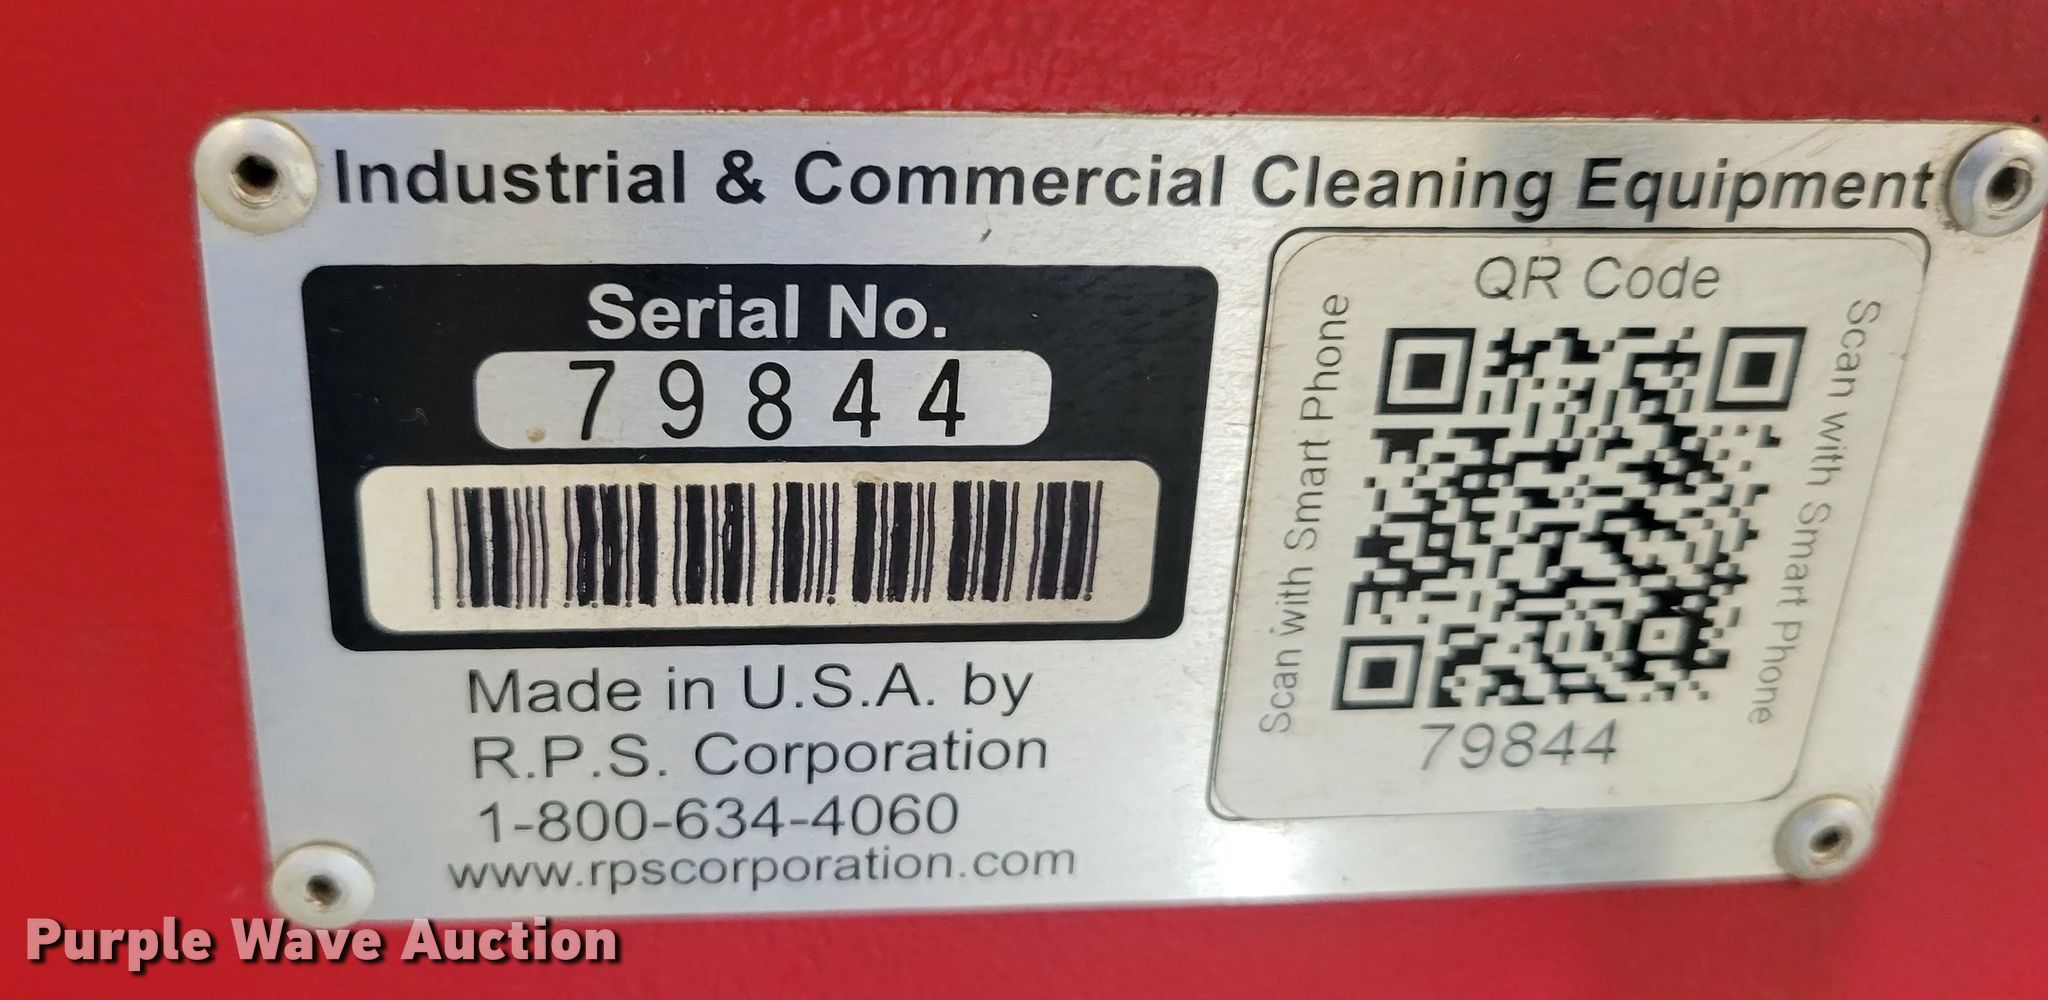 Industrial & Commercial Cleaning Equipment
Serial No.
79844
Made in U.S.A. by
R.P.S. Corporation
1-800-634-4060
www.rpscorporation.com
QR Code
Scan with Smart Phone
Scan with Smart Phone
79844
Purple Wave Auction